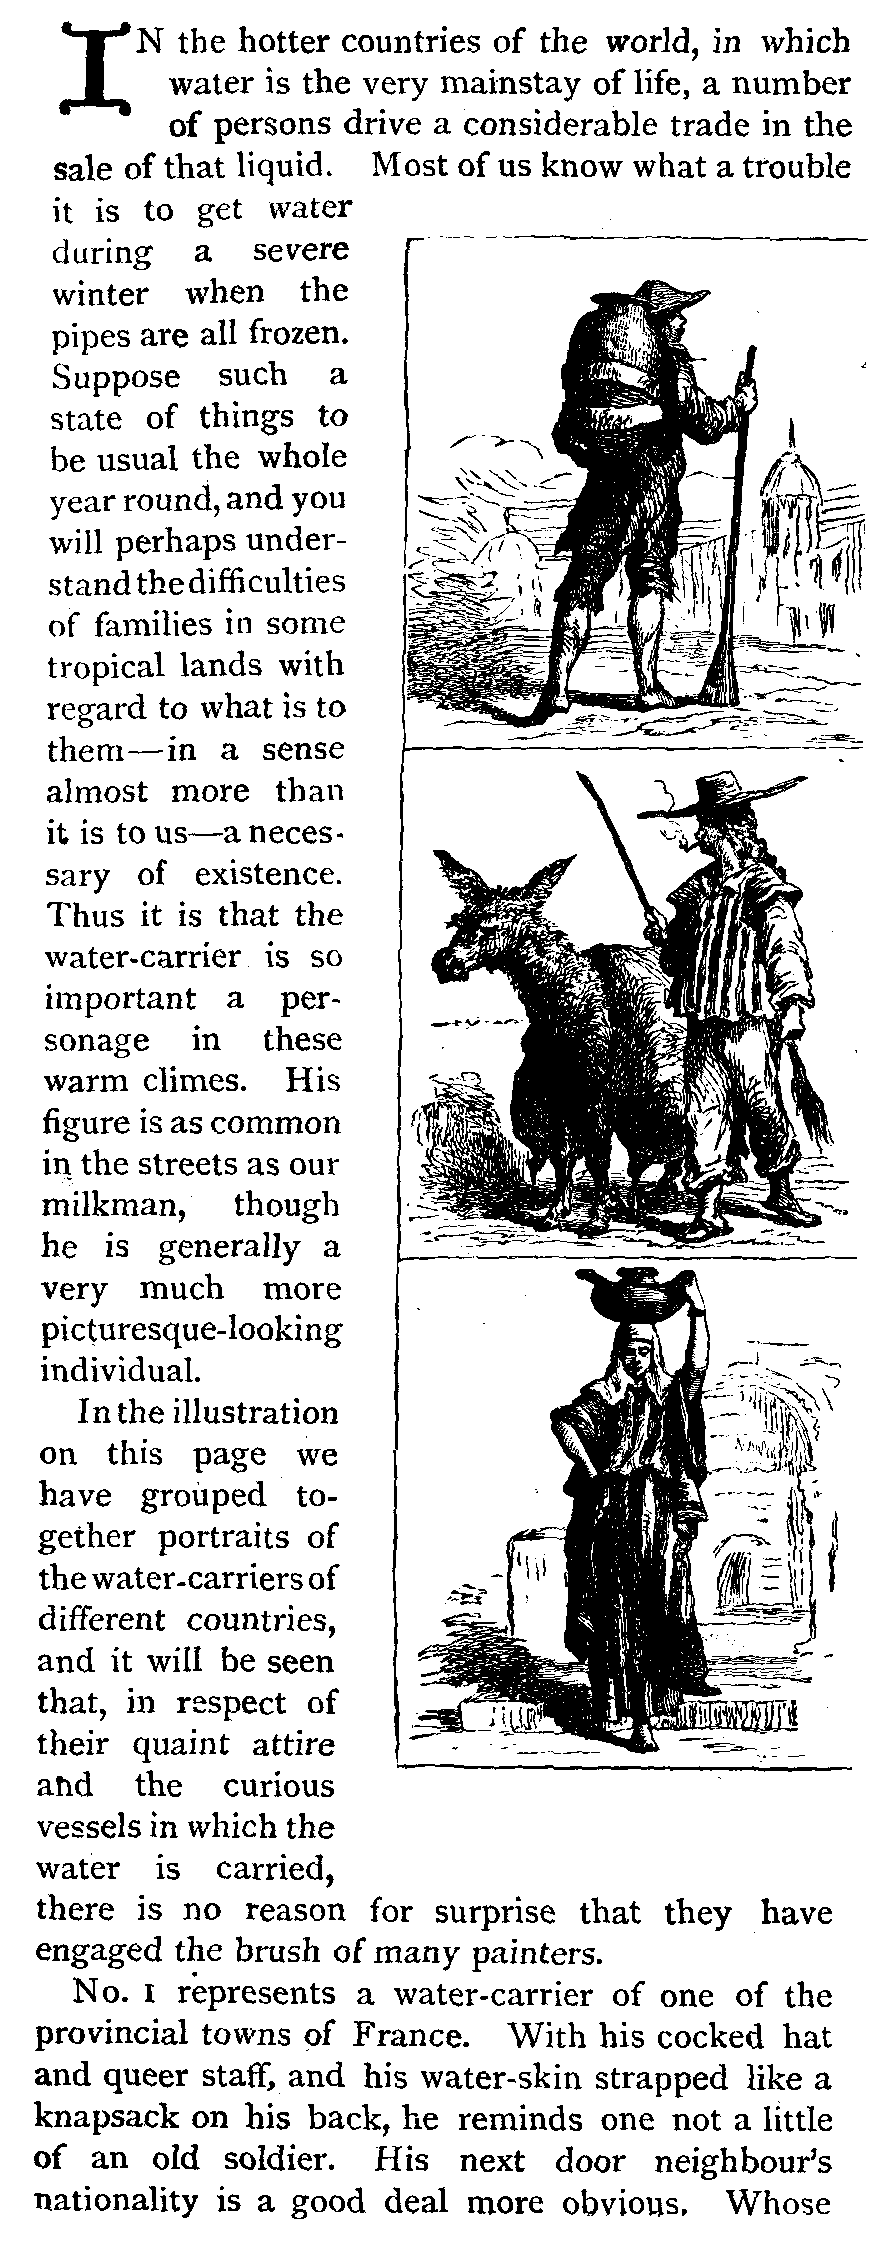 IN the hotter countries of the world, in which
water is the very mainstay of life, a number
of persons drive a considerable trade in the
sale of that liquid. Most of us know what a trouble
it is to get water
during a severe
winter when the
pipes are all frozen.
Suppose such a
state of things to
be usual the whole
year round, and you
will perhaps under-
stand the difficulties
of families in some
tropical lands with
regard to what is to
them—in a sense
almost more than
it is to us—a neces-
sary of existence.
Thus it is that the
water-carrier is so
important a per-
sonage in these
warm climes. His
figure is as common
in the streets as our
milkman, though
he is generally a
very much more
picturesque-looking
individual.
In the illustration
on this page we
have grouped to-
gether portraits of
the water-carriers of
different countries,
and it will be seen
that, in respect of
their quaint attire
and the curious
vessels in which the
water is carried,
there is no reason for surprise that they have
engaged the brush of many painters.
No. 1 represents a water-carrier of one of the
provincial towns of France. With his cocked hat
and queer staff, and his water-skin strapped like a
knapsack on his back, he reminds one not a little
of an old soldier. His next door neighbour's
nationality is a good deal more obvious. Whose